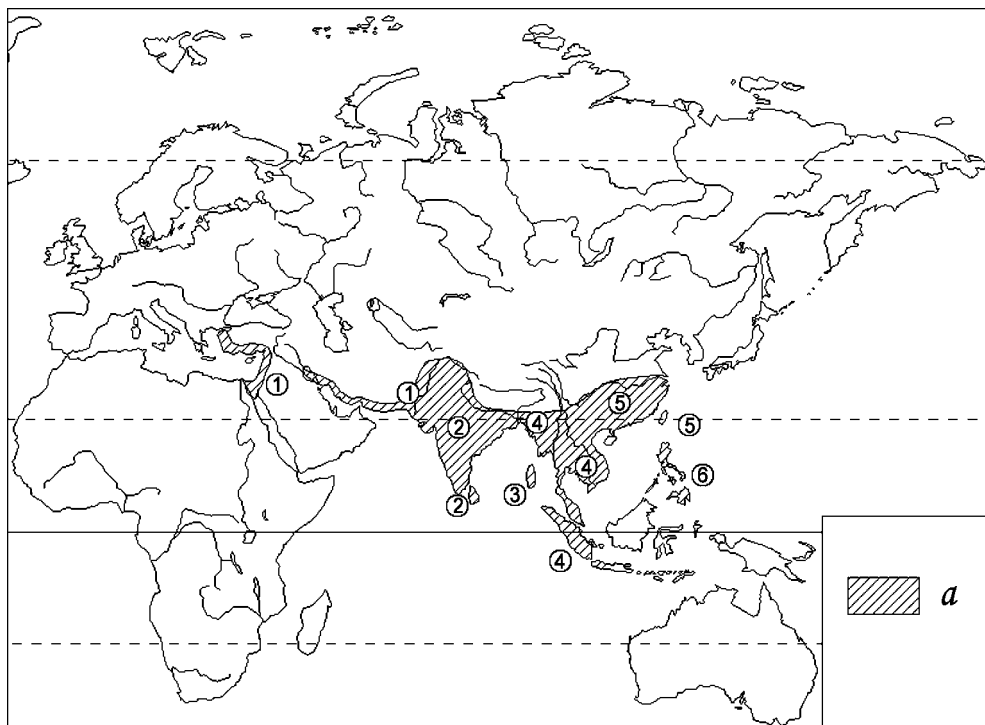 ① ① ② ④ ⑤ ⑤
④
② ③ ⑥
④
a